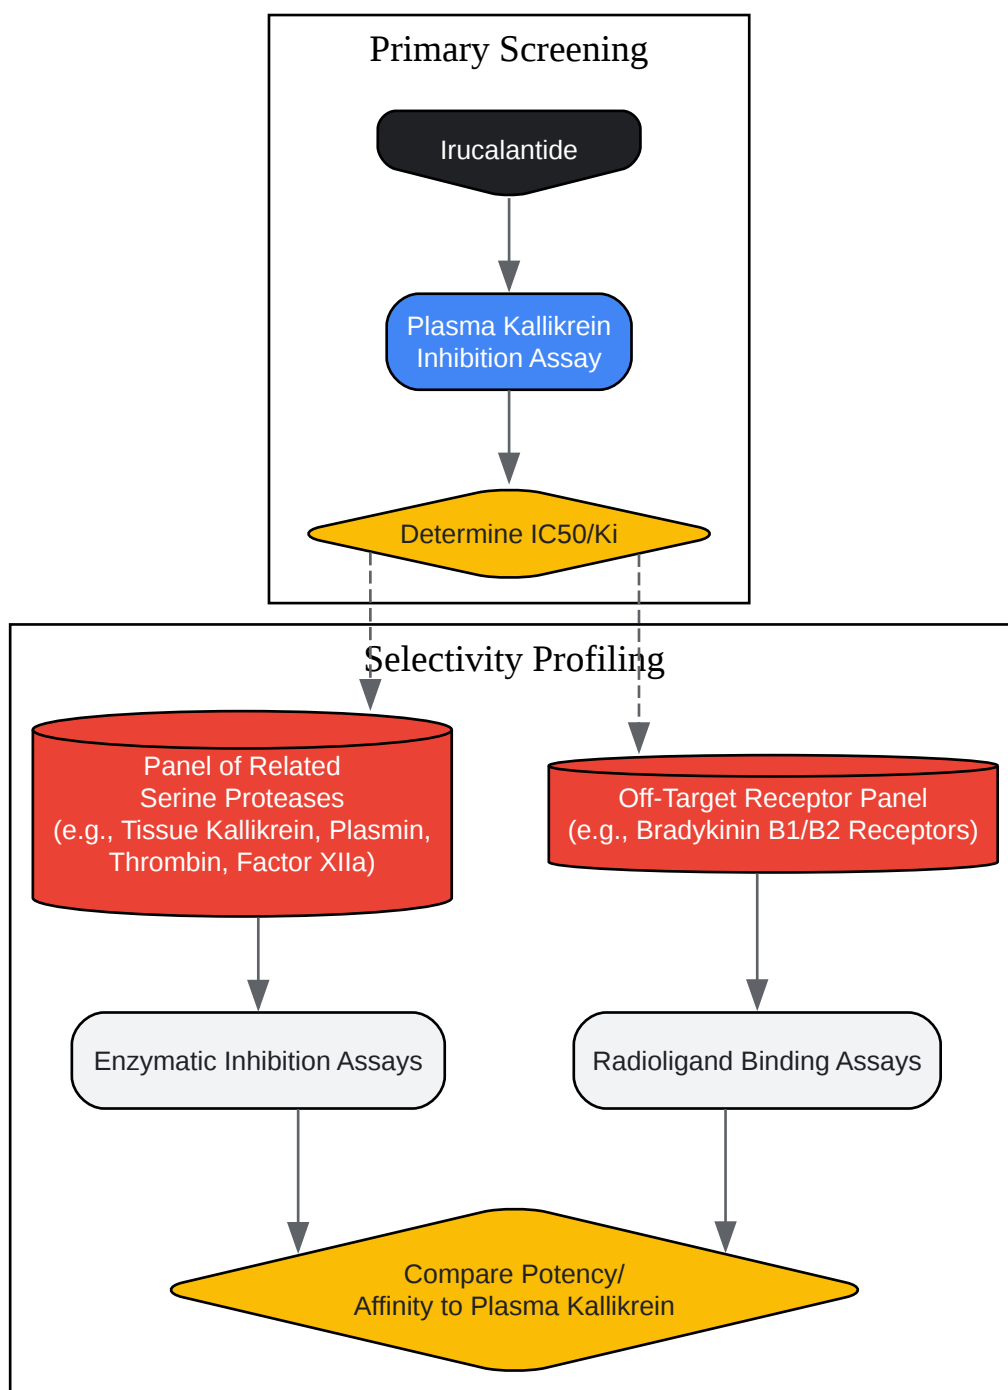 Primary Screening
Irucalantide
Plasma Kallikrein
Inhibition Assay
Determine IC50/Ki
Selectivity Profiling
Panel of Related
Serine Proteases
(e.g., Tissue Kallikrein, Plasmin,
Thrombin, Factor XIIa)
Off-Target Receptor Panel
(e.g., Bradykinin B1/B2 Receptors)
Enzymatic Inhibition Assays
Radioligand Binding Assays
Compare Potency/
Affinity to Plasma Kallikrein